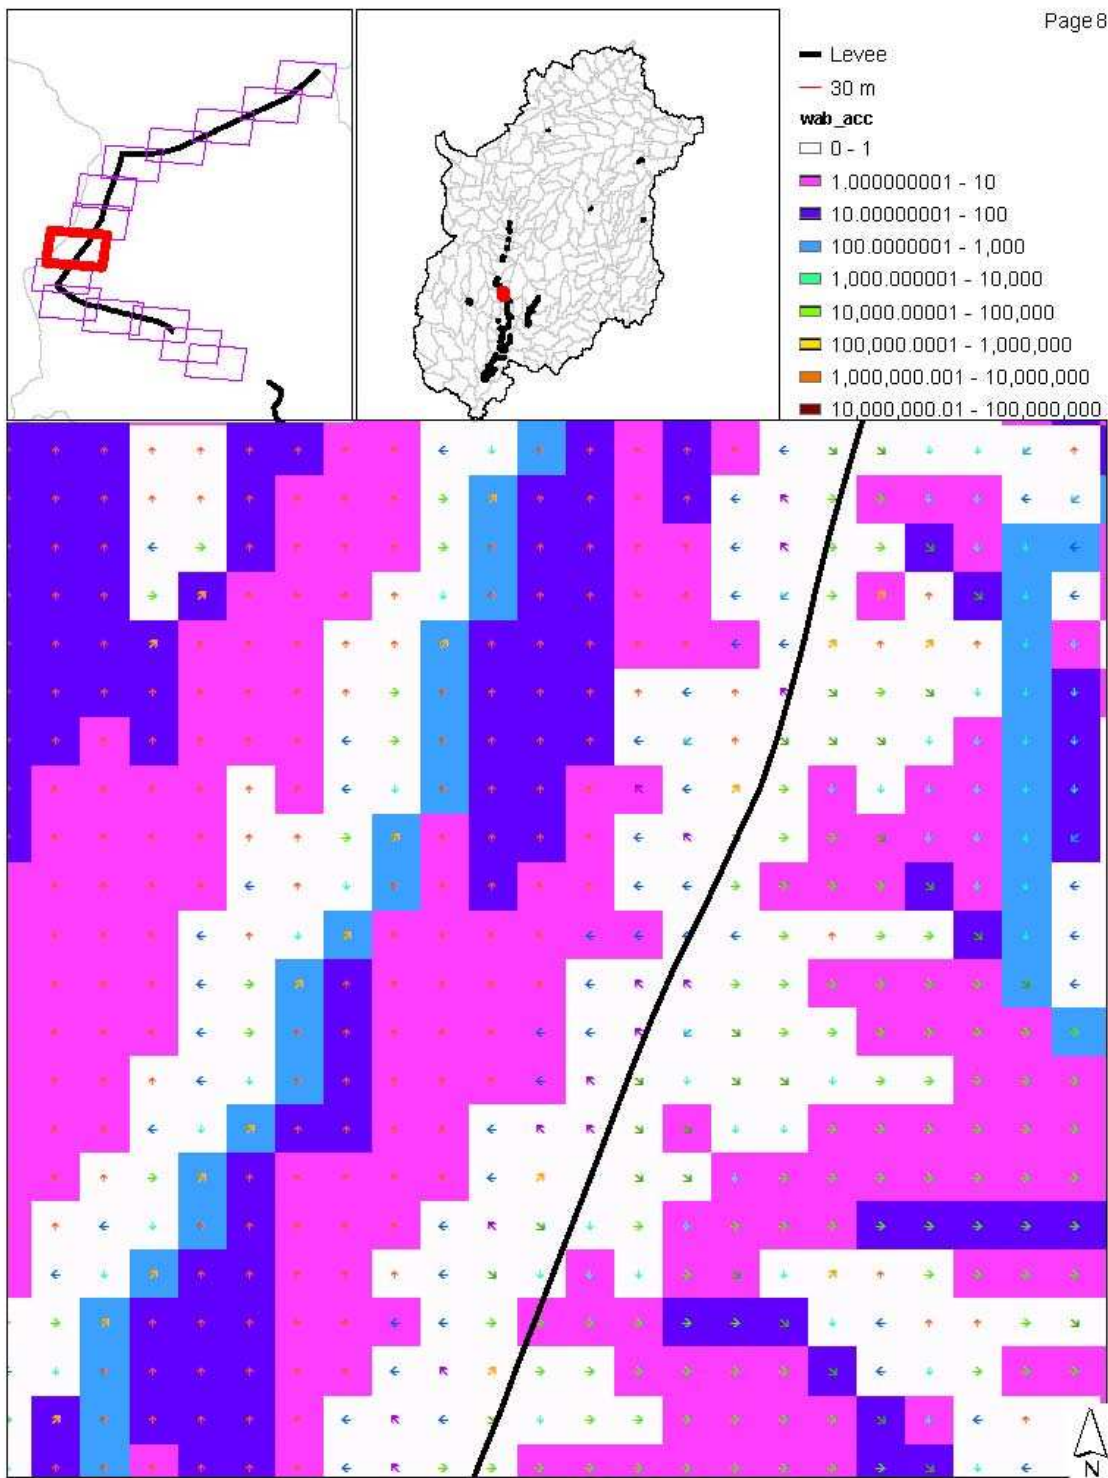 Page 8
Levee
30 m
wab_acc
0 - 1
1.000000001 - 10
10.00000001 - 100
100.0000001 - 1,000
1,000.000001 - 10,000
10,000.00001 - 100,000
100,000.0001 - 1,000,000
1,000,000.001 - 10,000,000
10,000,000.01 - 100,000,000
N